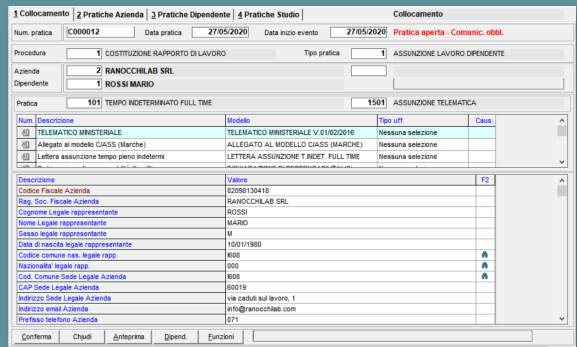 1 Collocamento 2 Pratiche Azienda 3 Pratiche Dipendente 4 Pratiche Studio Collocamento
Num. pratica C000012 Data pratica 27/05/2020 Data inizio evento 27/05/2020 Pratica aperta - Comunic. obbl.
Procedura 1 COSTITUZIONE RAPPORTO DI LAVORO Tipo pratica 1 ASSUNZIONE LAVORO DIPENDENTE
Azienda 2 RANOCCHILAB SRL
Dipendente 1 ROSSI MARIO
Pratica 101 TEMPO INDETERMINATO FULL TIME 1501 ASSUNZIONE TELEMATICA
Num. Descrizione Modello Tipo uff. Caus.
TELEMATICO MINISTERIALE TELEMATICO MINISTERIALE V.01/02/2016 Nessuna selezione
Allegato al modello C/ASS (Marche) ALLEGATO AL MODELLO C/ASS (MARCHE) Nessuna selezione
Lettera assunzione tempo pieno indetermi LETTERA ASSUNZIONE T.INDET. FULL TIME Nessuna selezione
Descrizione Valore F2
Codice Fiscale Azienda 02098130418
Rag. Soc. Fiscale Azienda RANOCCHILAB SRL
Cognome Legale rappresentante ROSSI
Nome Legale rappresentante MARIO
Sesso legale rappresentante M
Data di nascita legale rappresentante 10/01/1980
Codice comune nas. legale rapp. I608
Nazionalita' legale rapp. 000
Cod. Comune Sede Legale Azienda I608
CAP Sede Legale Azienda 60019
Indirizzo Sede Legale Azienda via caduti sul lavoro, 1
Indirizzo email Azienda info@ranocchilab.com
Prefisso telefono Azienda 071
Conferma Chiudi Anteprima Dipend. Funzioni